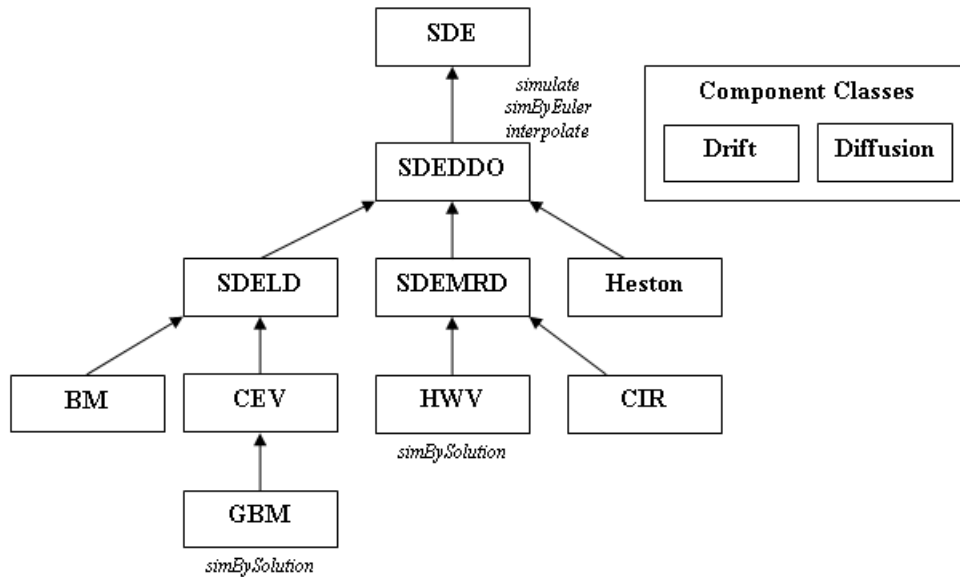 SDE
simulate
simByEuler
interpolate
Component Classes
Drift
Diffusion
SDEDDO
SDELD
SDEMRD
Heston
BM
CEV
HWV
CIR
simBySolution
GBM
simBySolution